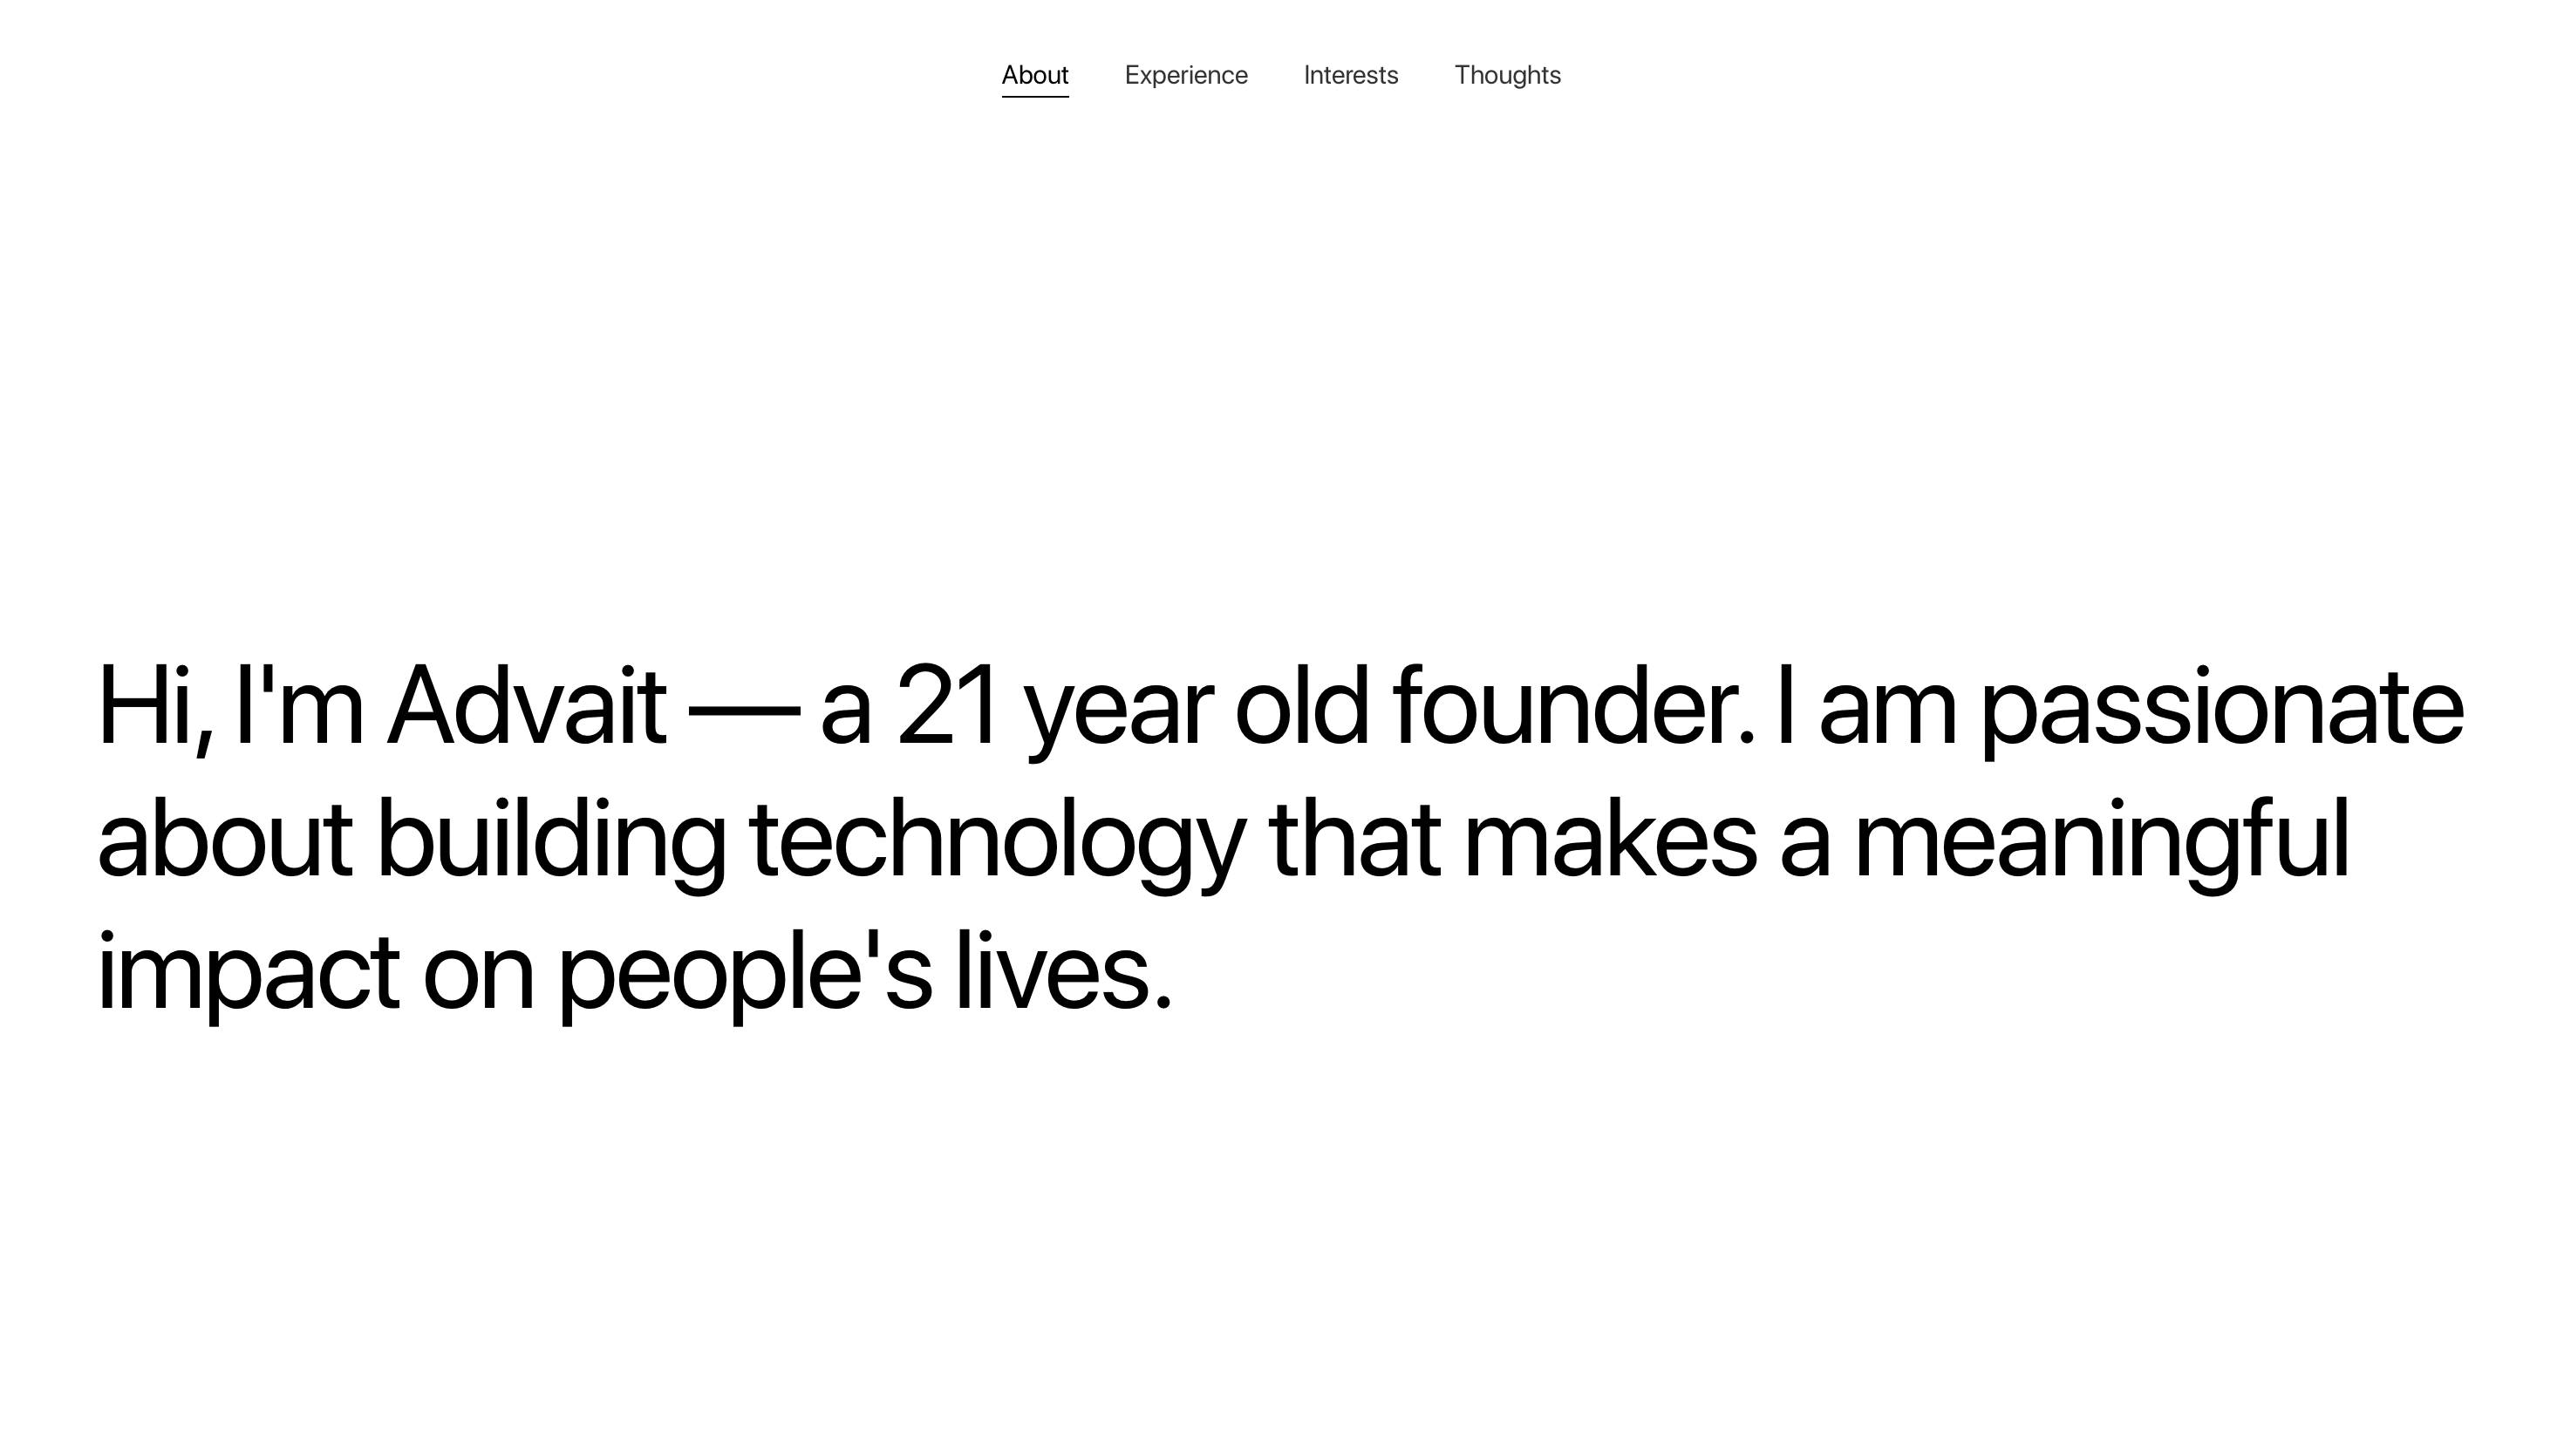 About Experience Interests Thoughts
Hi, I'm Advait — a 21 year old founder. I am passionate
about building technology that makes a meaningful
impact on people's lives.